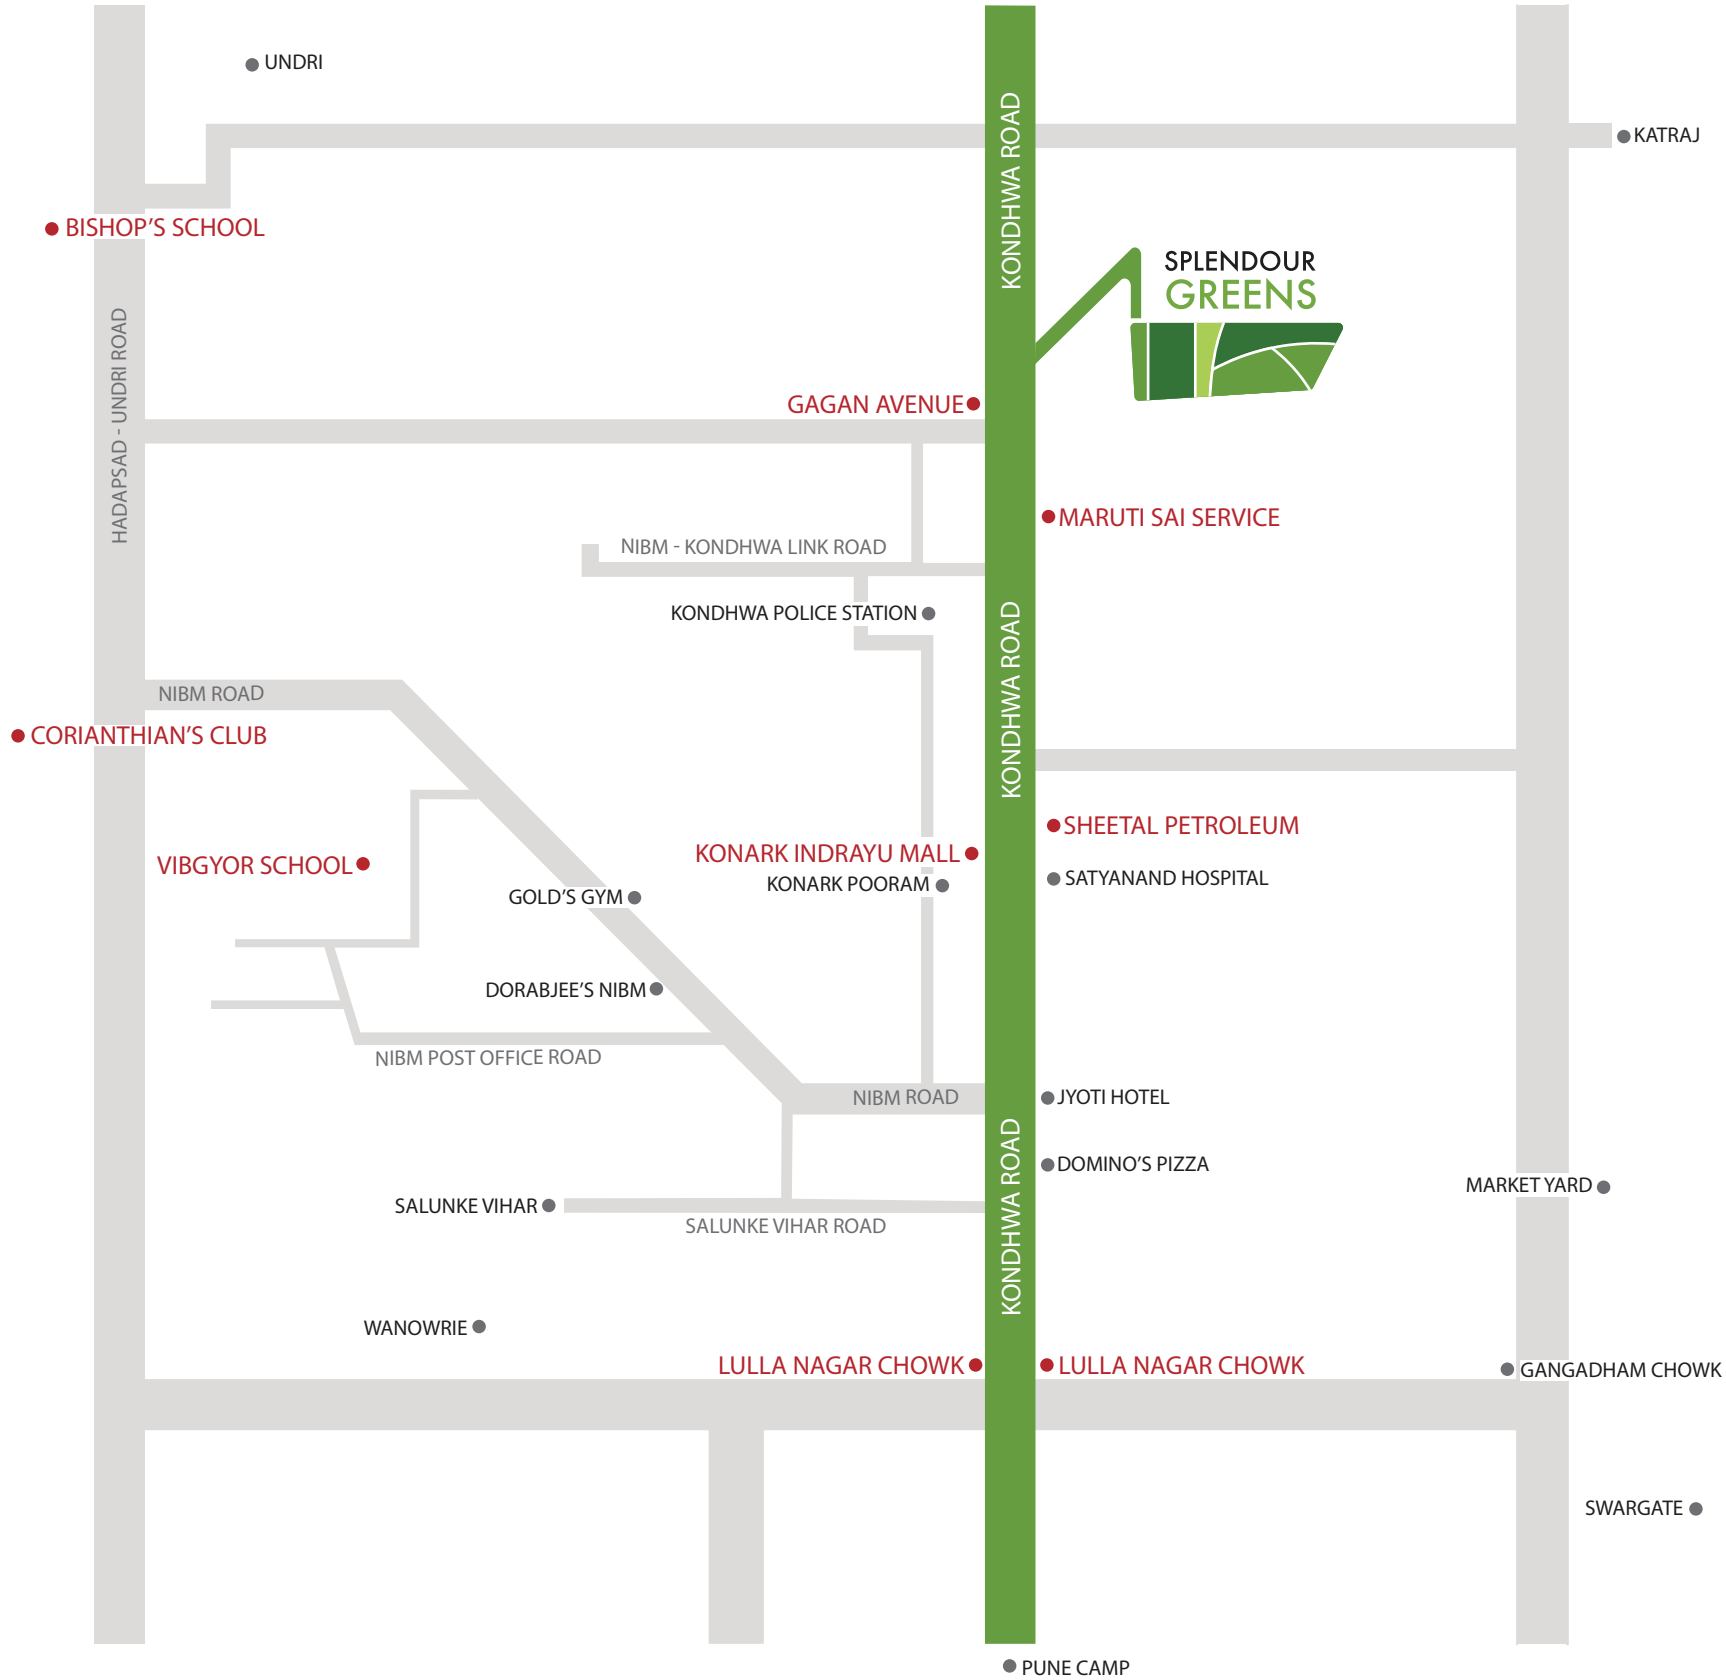 UNDRI
KONDHWA ROAD
KATRAJ
BISHOP'S SCHOOL
SPLENDOUR
GREENS
HADAPSAD - UNDRI ROAD
GAGAN AVENUE
MARUTI SAI SERVICE
NIBM - KONDHWA LINK ROAD
KONDHWA POLICE STATION
KONDHWA ROAD
NIBM ROAD
CORIANTHIAN'S CLUB
SHEETAL PETROLEUM
KONARK INDRAYU MALL
VIBGYOR SCHOOL
SATYANAND HOSPITAL
KONARK POORAM
GOLD'S GYM
DORABJEE'S NIBM
NIBM POST OFFICE ROAD
NIBM ROAD
JYOTI HOTEL
KONDHWA ROAD
DOMINO'S PIZZA
MARKET YARD
SALUNKE VIHAR
SALUNKE VIHAR ROAD
WANOWRIE
LULLA NAGAR CHOWK
LULLA NAGAR CHOWK
GANGADHAM CHOWK
SWARGATE
PUNE CAMP